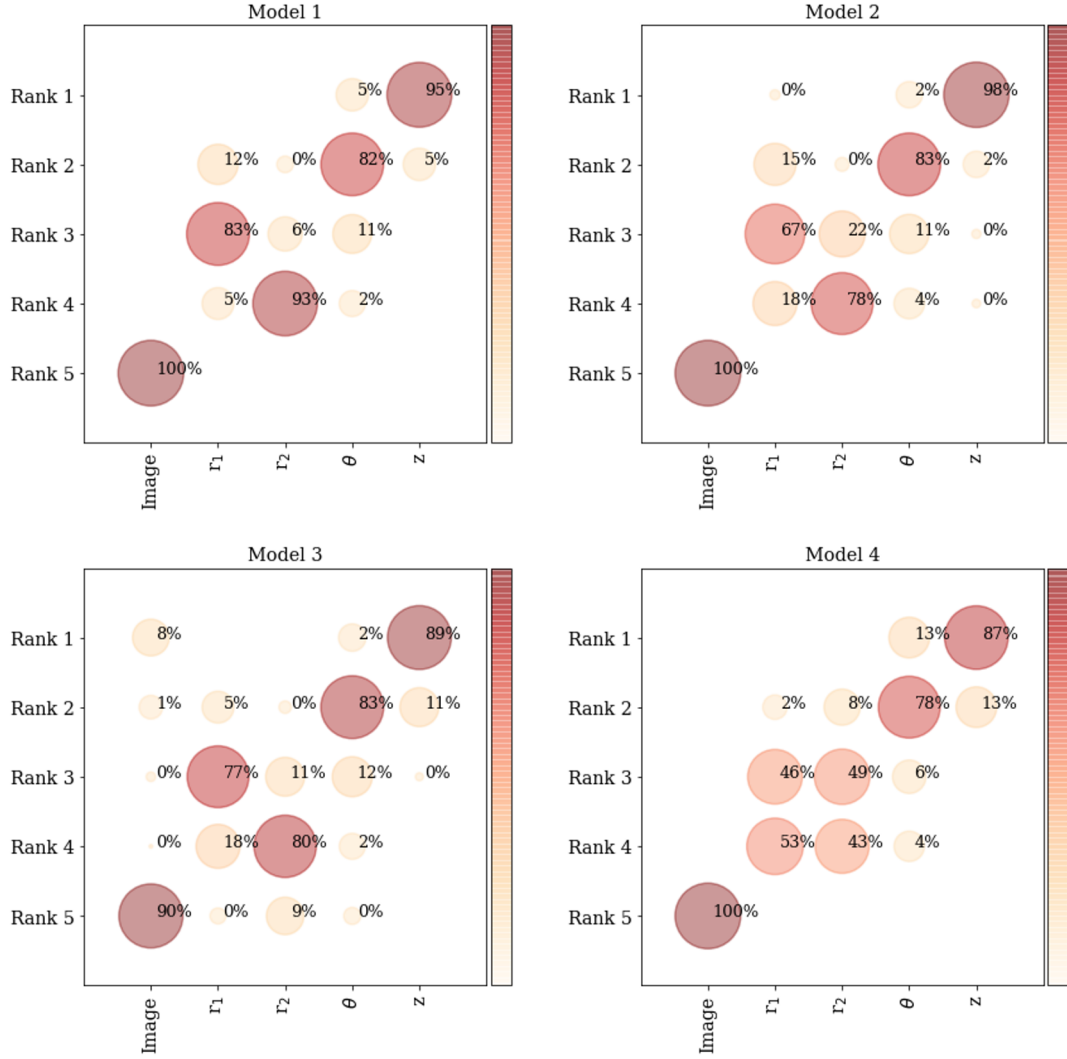 Model 1
Rank 1 5% 95%
Rank 2 12% 0% 82% 5%
Rank 3 83% 6% 11%
Rank 4 5% 93% 2%
Rank 5 100%
Image r₁ r₂ θ z
Model 2
Rank 1 0% 2% 98%
Rank 2 15% 0% 83% 2%
Rank 3 67% 22% 11% 0%
Rank 4 18% 78% 4% 0%
Rank 5 100%
Image r₁ r₂ θ z
Model 3
Rank 1 8% 2% 89%
Rank 2 1% 5% 0% 83% 11%
Rank 3 0% 77% 11% 12% 0%
Rank 4 0% 18% 80% 2%
Rank 5 90% 0% 9% 0%
Image r₁ r₂ θ z
Model 4
Rank 1 13% 87%
Rank 2 2% 8% 78% 13%
Rank 3 46% 49% 6%
Rank 4 53% 43% 4%
Rank 5 100%
Image r₁ r₂ θ z